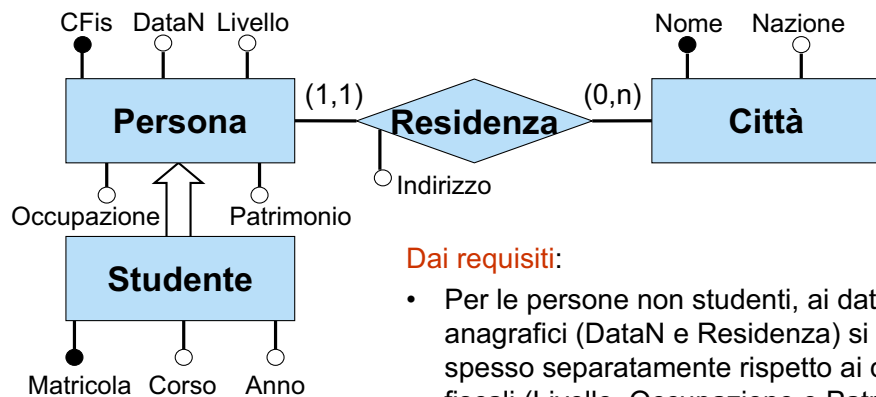 CFis DataN Livello
Nome Nazione
Persona (1,1) Residenza (0,n) Città
Indirizzo
Occupazione Patrimonio
Studente
Matricola Corso Anno
Dai requisiti:
• Per le persone non studenti, ai
anagrafici (DataN e Residenza) si
spesso separatamente rispetto ai